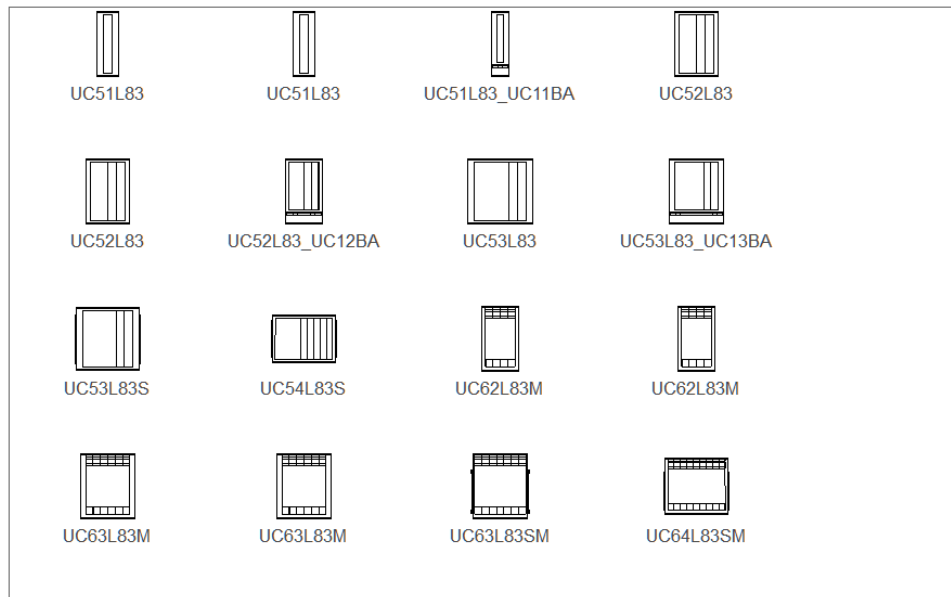 UC51L83
UC51L83
UC51L83_UC11BA
UC52L83
UC52L83
UC52L83_UC12BA
UC53L83
UC53L83_UC13BA
UC53L83S
UC54L83S
UC62L83M
UC62L83M
UC63L83M
UC63L83M
UC63L83SM
UC64L83SM